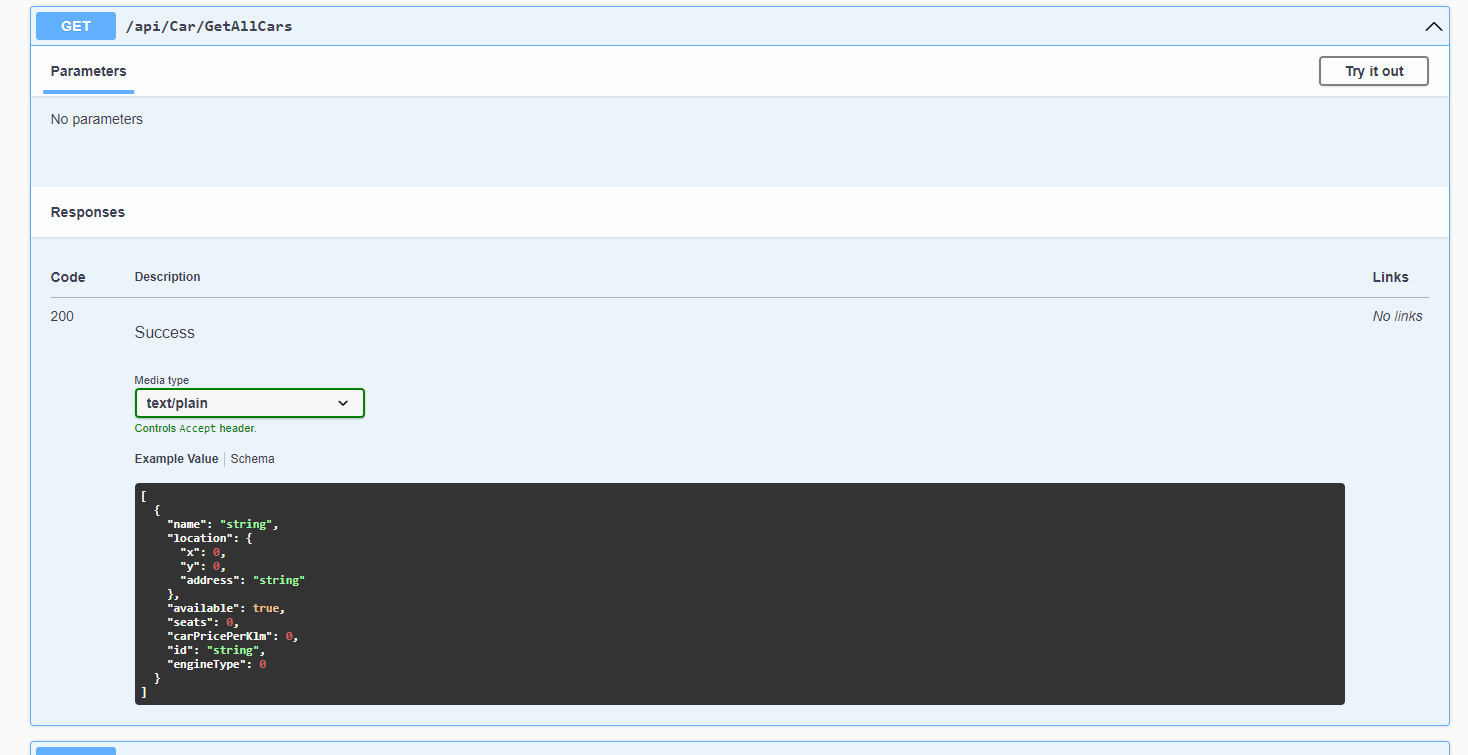 GET /api/Car/GetAllCars
Parameters
Try it out
No parameters
Responses
Code Description Links
200 Success No links
Media type
text/plain
Controls Accept header.
Example Value Schema
[
  {
    "name": "string",
    "location": {
      "x": 0,
      "y": 0,
      "address": "string"
    },
    "available": true,
    "seats": 0,
    "carPricePerKlm": 0,
    "id": "string",
    "engineType": 0
  }
]